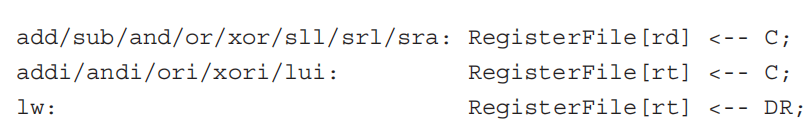 add/sub/and/or/xor/sll/srl/sra: RegisterFile[rd] <-- C;
addi/andi/ori/xori/lui:         RegisterFile[rt] <-- C;
lw:                             RegisterFile[rt] <-- DR;